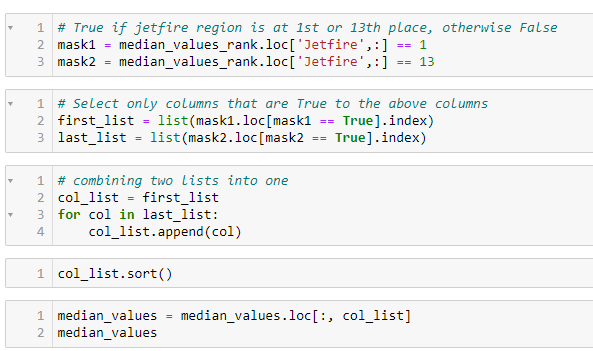 1 # True if jetfire region is at 1st or 13th place, otherwise False
2 mask1 = median_values_rank.loc['Jetfire',:] == 1
3 mask2 = median_values_rank.loc['Jetfire',:] == 13
1 # Select only columns that are True to the above columns
2 first_list = list(mask1.loc[mask1 == True].index)
3 last_list = list(mask2.loc[mask2 == True].index)
1 # combining two lists into one
2 col_list = first_list
3 for col in last_list:
4     col_list.append(col)
1 col_list.sort()
1 median_values = median_values.loc[:, col_list]
2 median_values